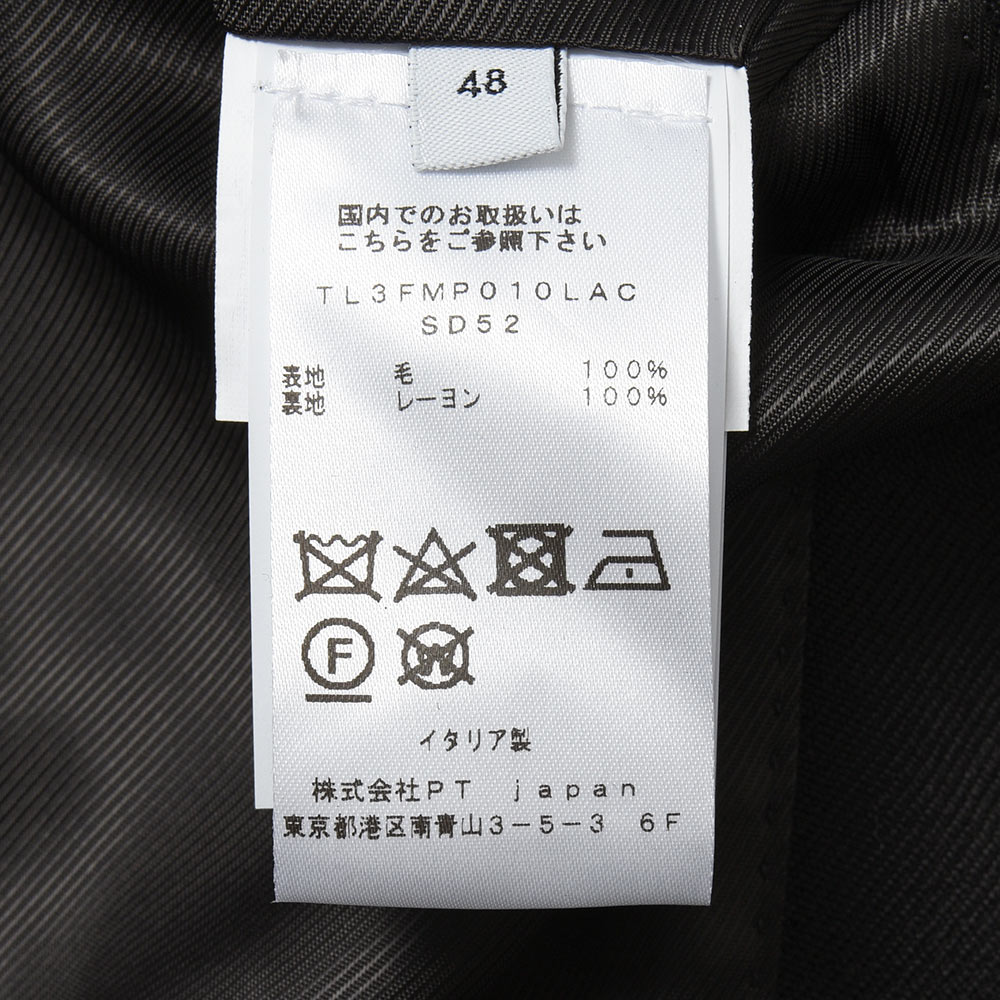 48
国内でのお取扱いは
こちらをご参照下さい
TL3FMP010LAC
SD52
表地 毛 100%
裏地 レーヨン 100%
F
W
イタリア製
株式会社PT japan
東京都港区南青山3-5-3 6F